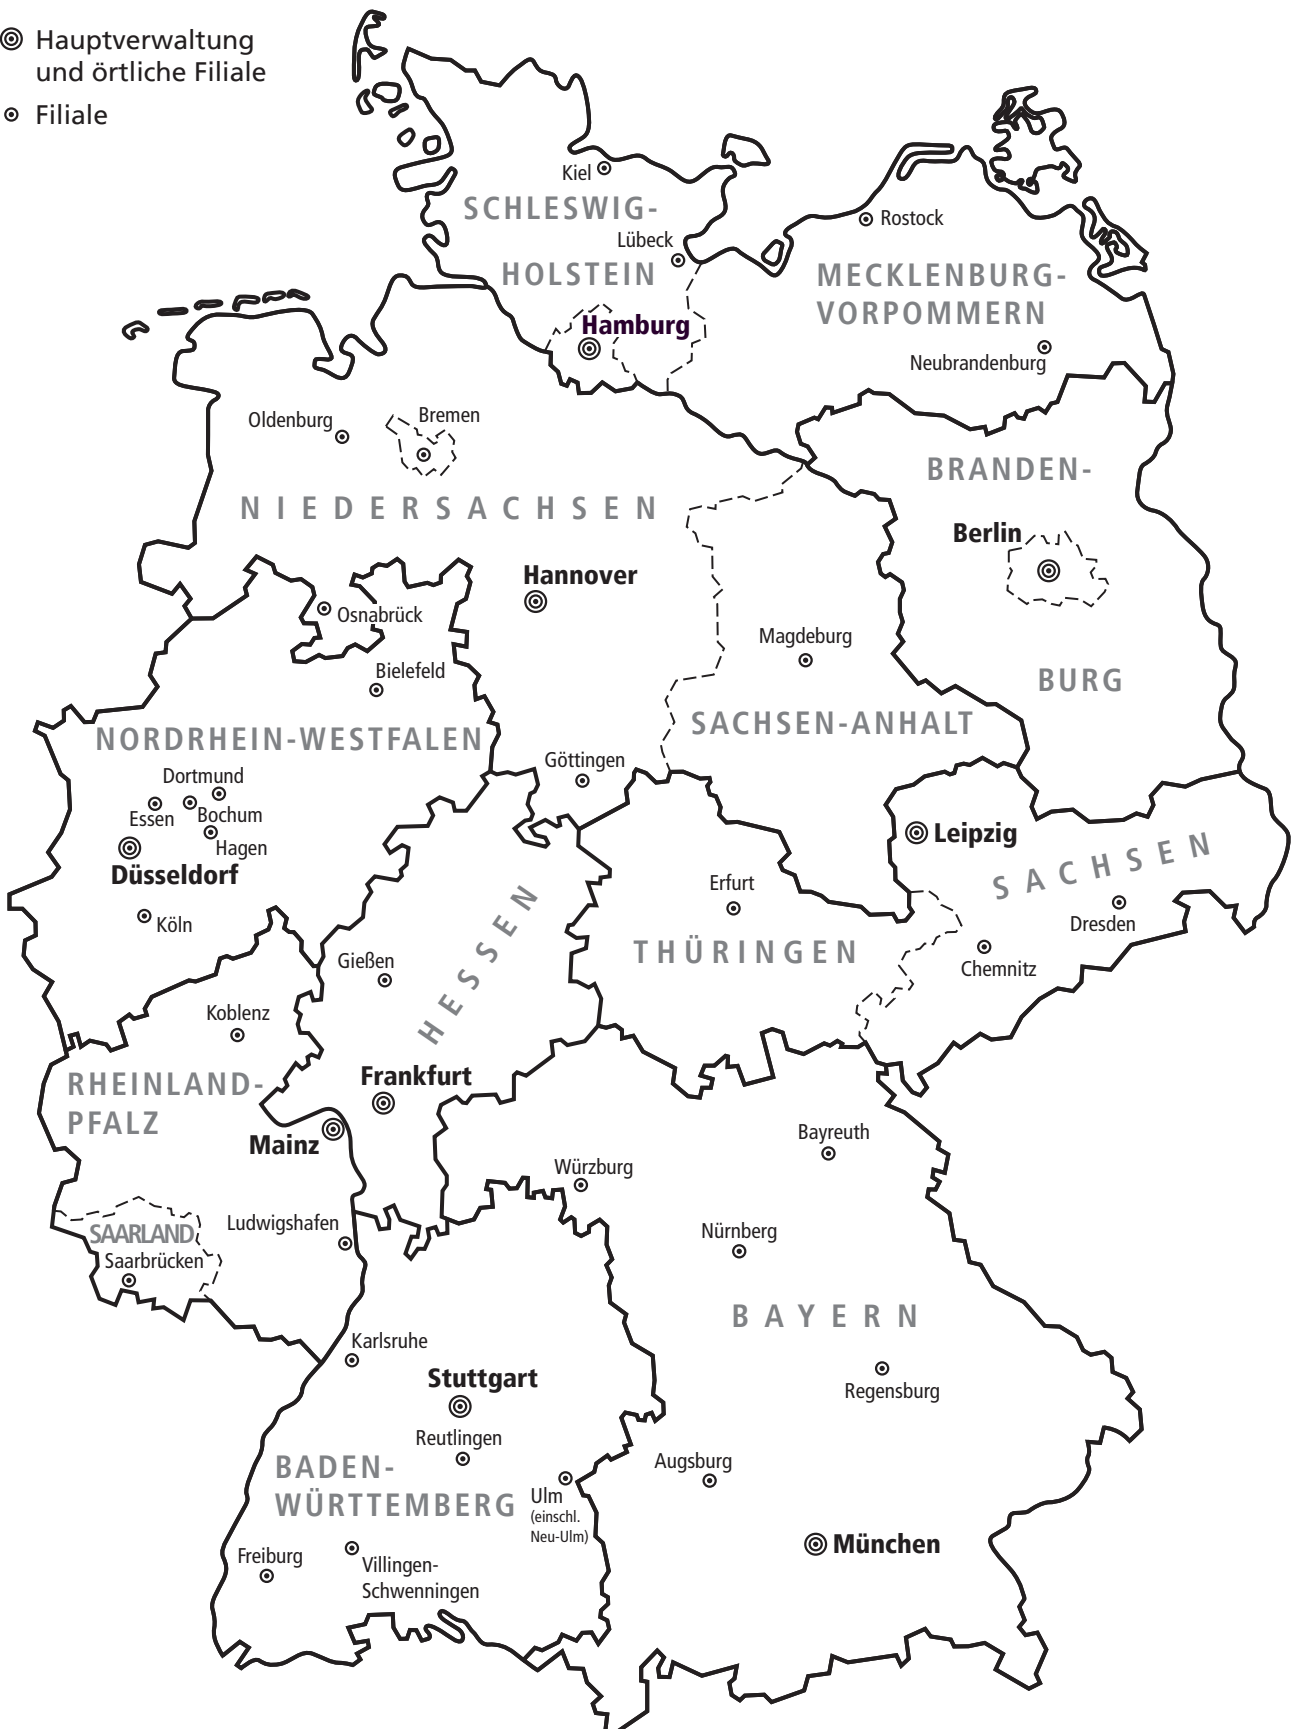 Hauptverwaltung
und örtliche Filiale
Filiale
Kiel
SCHLESWIG-
HOLSTEIN
Lübeck
Rostock
MECKLENBURG-
VORPOMMERN
Hamburg
Neubrandenburg
Oldenburg
Bremen
BRANDEN-
BURG
NIEDERSACHSEN
Berlin
Hannover
Osnabrück
Magdeburg
Bielefeld
SACHSEN-ANHALT
NORDRHEIN-WESTFALEN
Göttingen
Dortmund
Essen
Bochum
Hagen
Düsseldorf
Köln
Leipzig
SACHSEN
Dresden
Chemnitz
Erfurt
THÜRINGEN
HESSEN
Gießen
Koblenz
RHEINLAND-
PFALZ
Frankfurt
Mainz
Bayreuth
Würzburg
SAARLAND
Saarbrücken
Ludwigshafen
Nürnberg
BAYERN
Karlsruhe
Stuttgart
Regensburg
Reutlingen
Augsburg
BADEN-
WÜRTTEMBERG
Ulm
(einschl.
Neu-Ulm)
München
Freiburg
Villingen-
Schwenningen